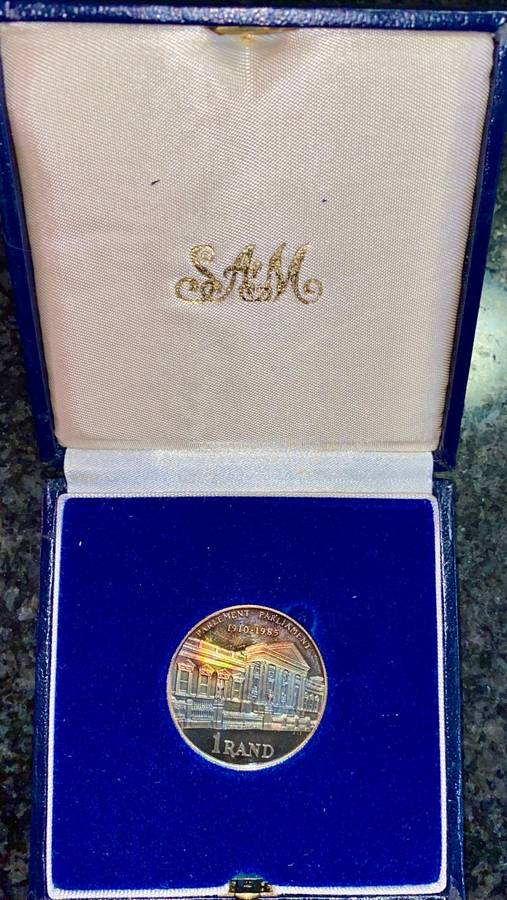 SAM
PARLEMENT PARLIAMENT
1910-1985
1 RAND